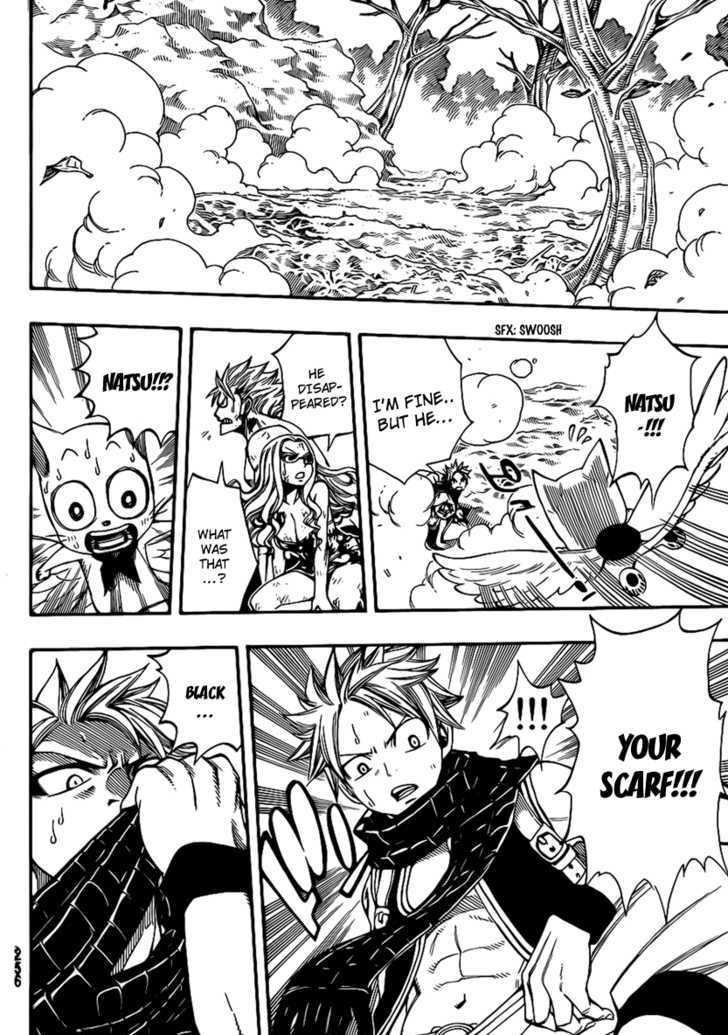 SFX: SWOOSH
NATSU
-!!!
I'M FINE..
BUT HE...
HE
DISAP-
PEARED?
WHAT
WAS
THAT
...?
NATSU!!?
YOUR
SCARF!!!
!!!
BLACK
...